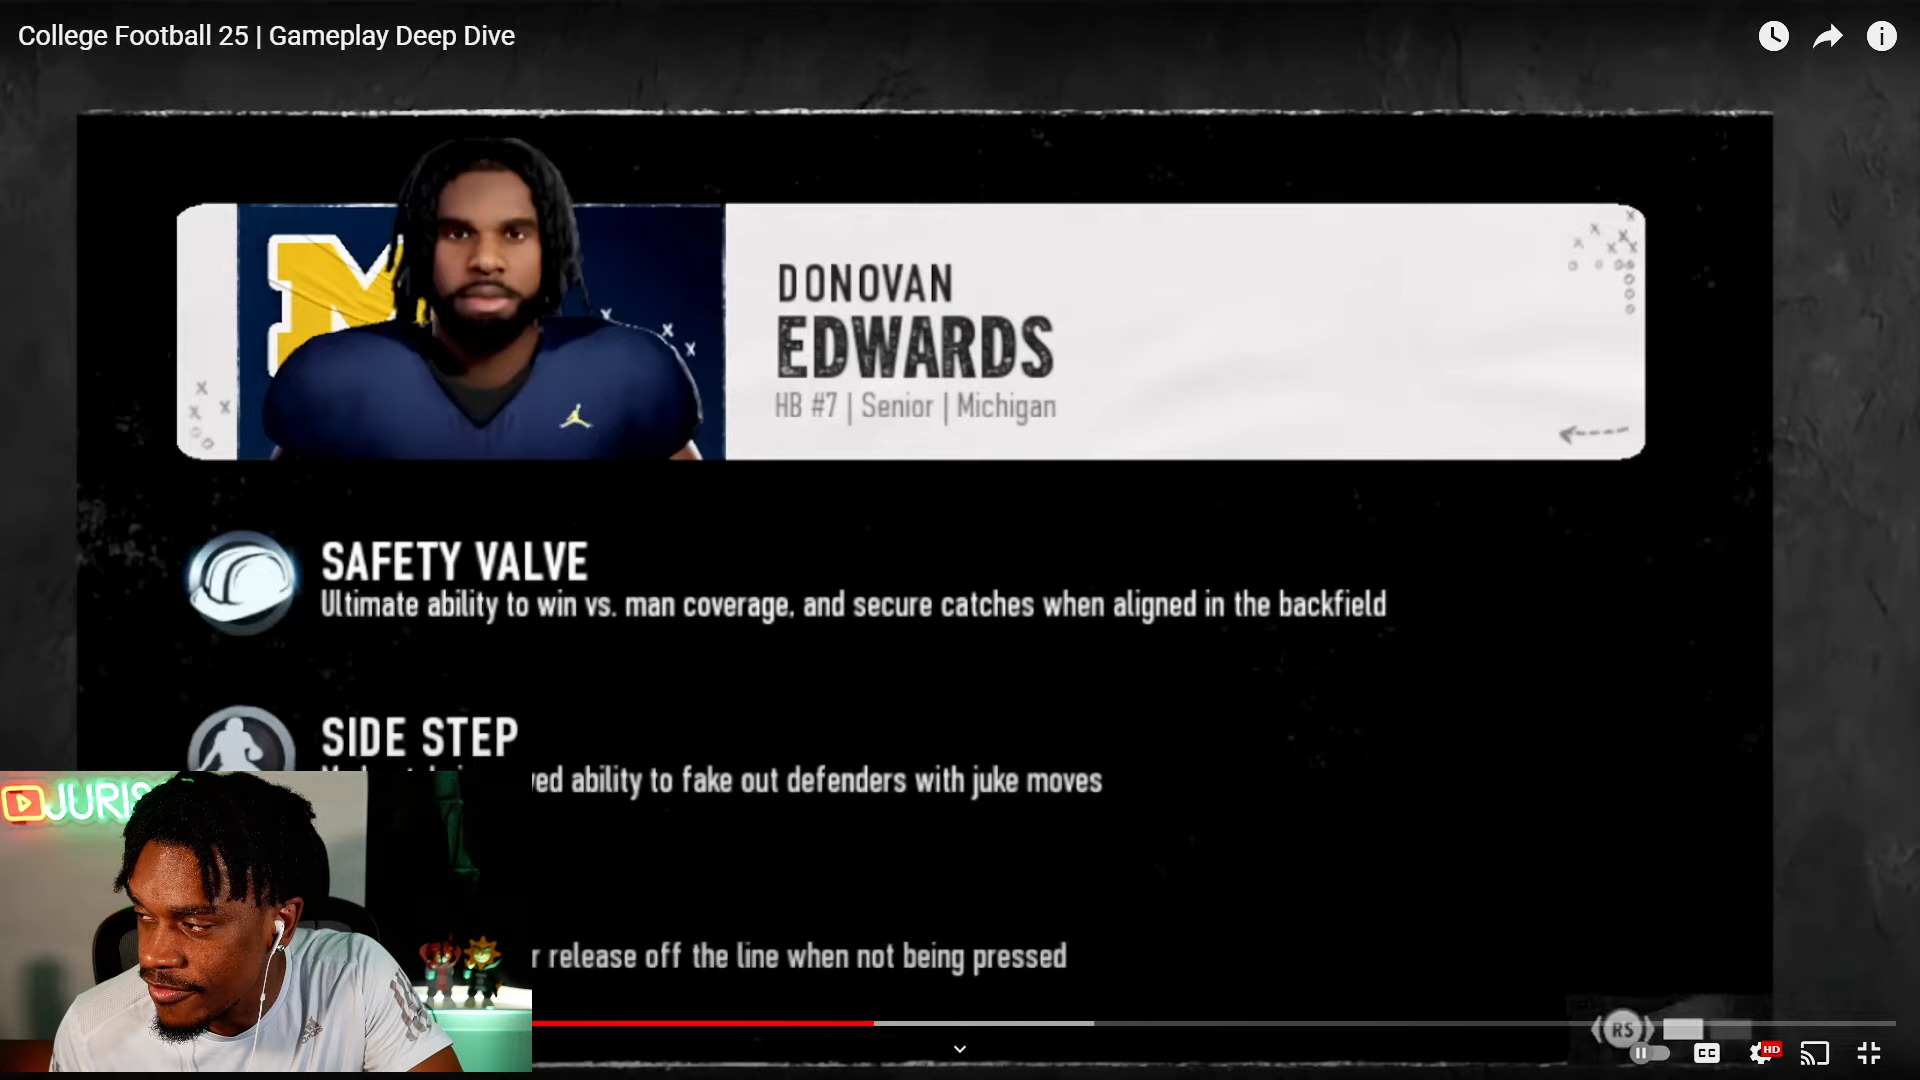 College Football 25 | Gameplay Deep Dive
DONOVAN
EDWARDS
HB #7 | Senior | Michigan
SAFETY VALVE
Ultimate ability to win vs. man coverage, and secure catches when aligned in the backfield
SIDE STEP
ability to fake out defenders with juke moves
JURIS
release off the line when not being pressed
RS
CC
HD